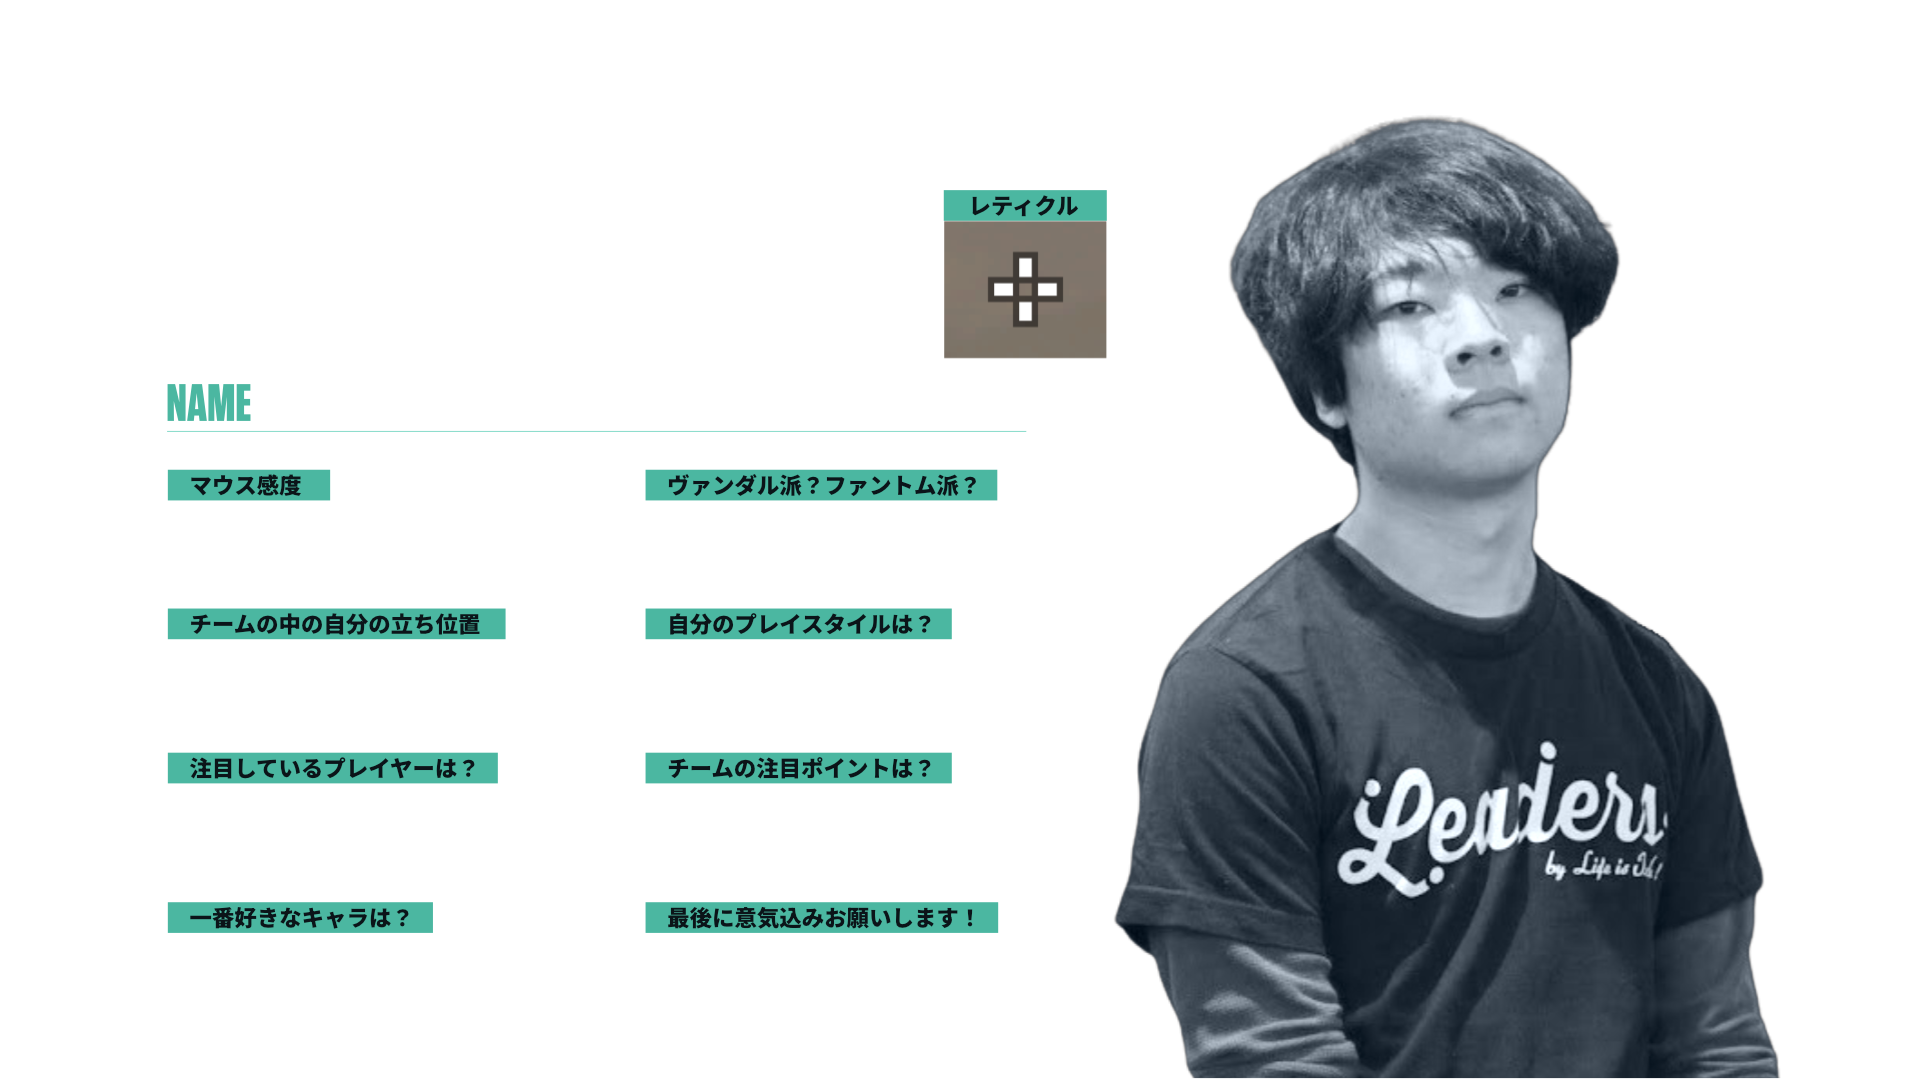 レティクル
NAME
マウス感度
ヴァンダル派？ファントム派？
チームの中の自分の立ち位置
自分のプレイスタイルは？
注目しているプレイヤーは？
チームの注目ポイントは？
一番好きなキャラは？
最後に意気込みお願いします！
Leaders
by Life is